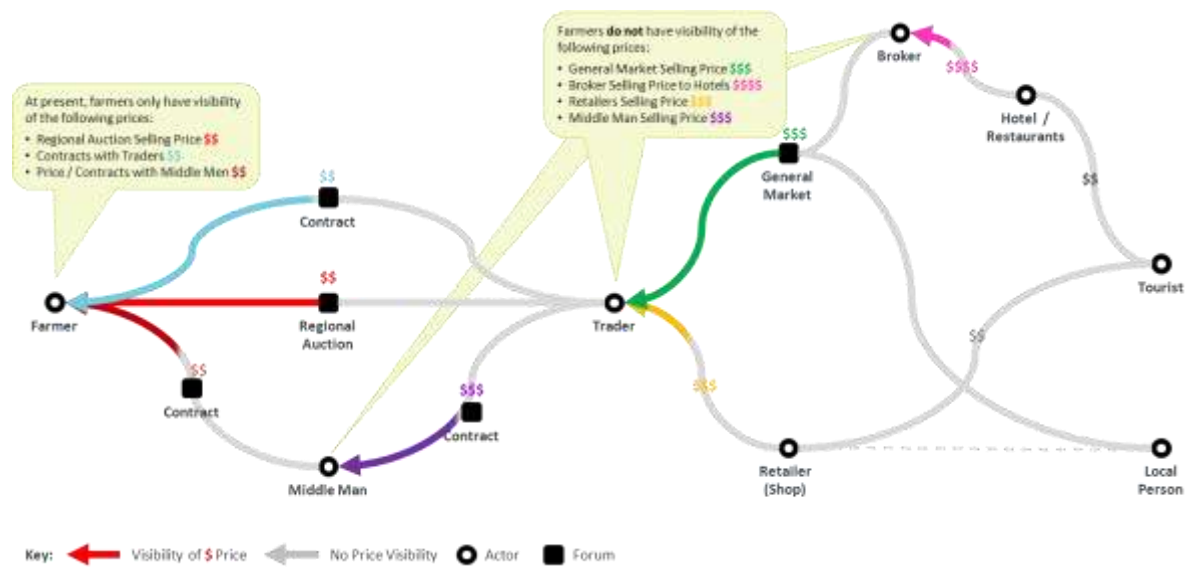 Farmers do not have visibility of the
following prices:
• General Market Selling Price $$$
• Broker Selling Price to Hotels $$$$
• Retailers Selling Price $$$
• Middle Man Selling Price $$$
Broker
$$$$
Hotel /
Restaurants
At present, farmers only have visibility
of the following prices:
• Regional Auction Selling Price $$
• Contracts with Traders $$
• Price / Contracts with Middle Men $$
$$$
General
Market
$$
$$
Contract
Tourist
$$
Farmer
Regional
Auction
Trader
$$
$$
Contract
$$$
Contract
$$$
Middle Man
Retailer
(Shop)
Local
Person
Key:
Visibility of $ Price
No Price Visibility
Actor
Forum